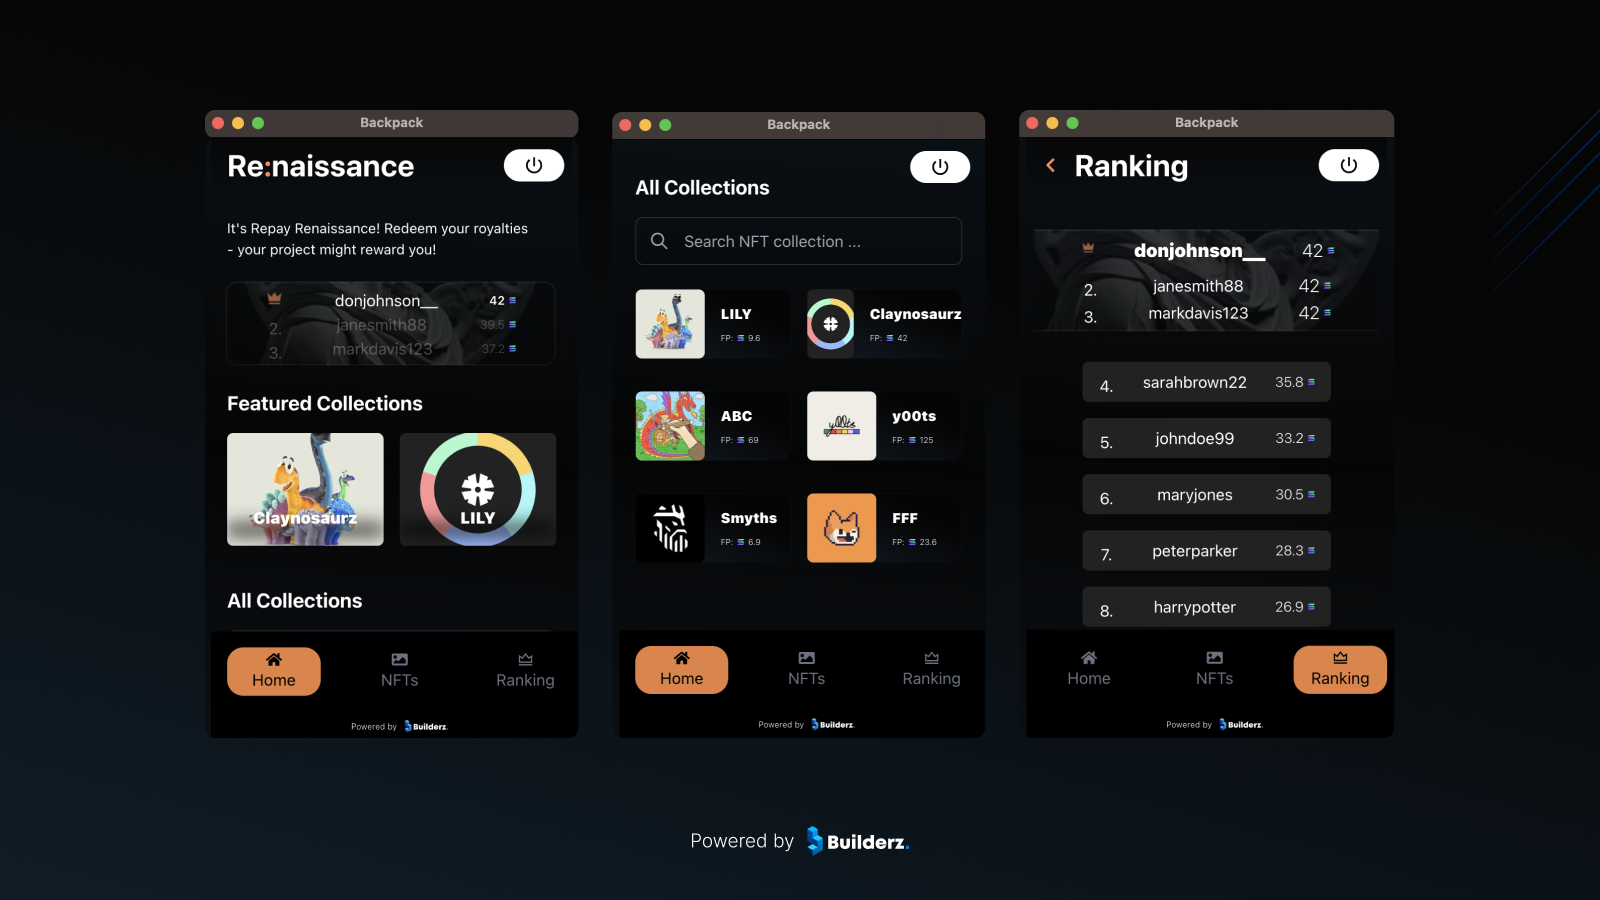 Backpack
Re:naissance
It's Repay Renaissance! Redeem your royalties
- your project might reward you!
donjohnson__ 42
2. janesmith88 39.5
3. markdavis123 37.2
Featured Collections
Claynosaurz
LILY
All Collections
Home NFTs Ranking
Powered by Builderz.
Backpack
All Collections
Search NFT collection ...
LILY
FP: 9.6
Claynosaurz
FP: 42
ABC
FP: 69
y00ts
y00ts
FP: 125
Smyths
FP: 6.9
FFF
FP: 23.6
Home NFTs Ranking
Powered by Builderz.
Backpack
Ranking
donjohnson__ 42
2. janesmith88 42
3. markdavis123 42
4. sarahbrown22 35.8
5. johndoe99 33.2
6. maryjones 30.5
7. peterparker 28.3
8. harrypotter 26.9
Home NFTs Ranking
Powered by Builderz.
Powered by Builderz.